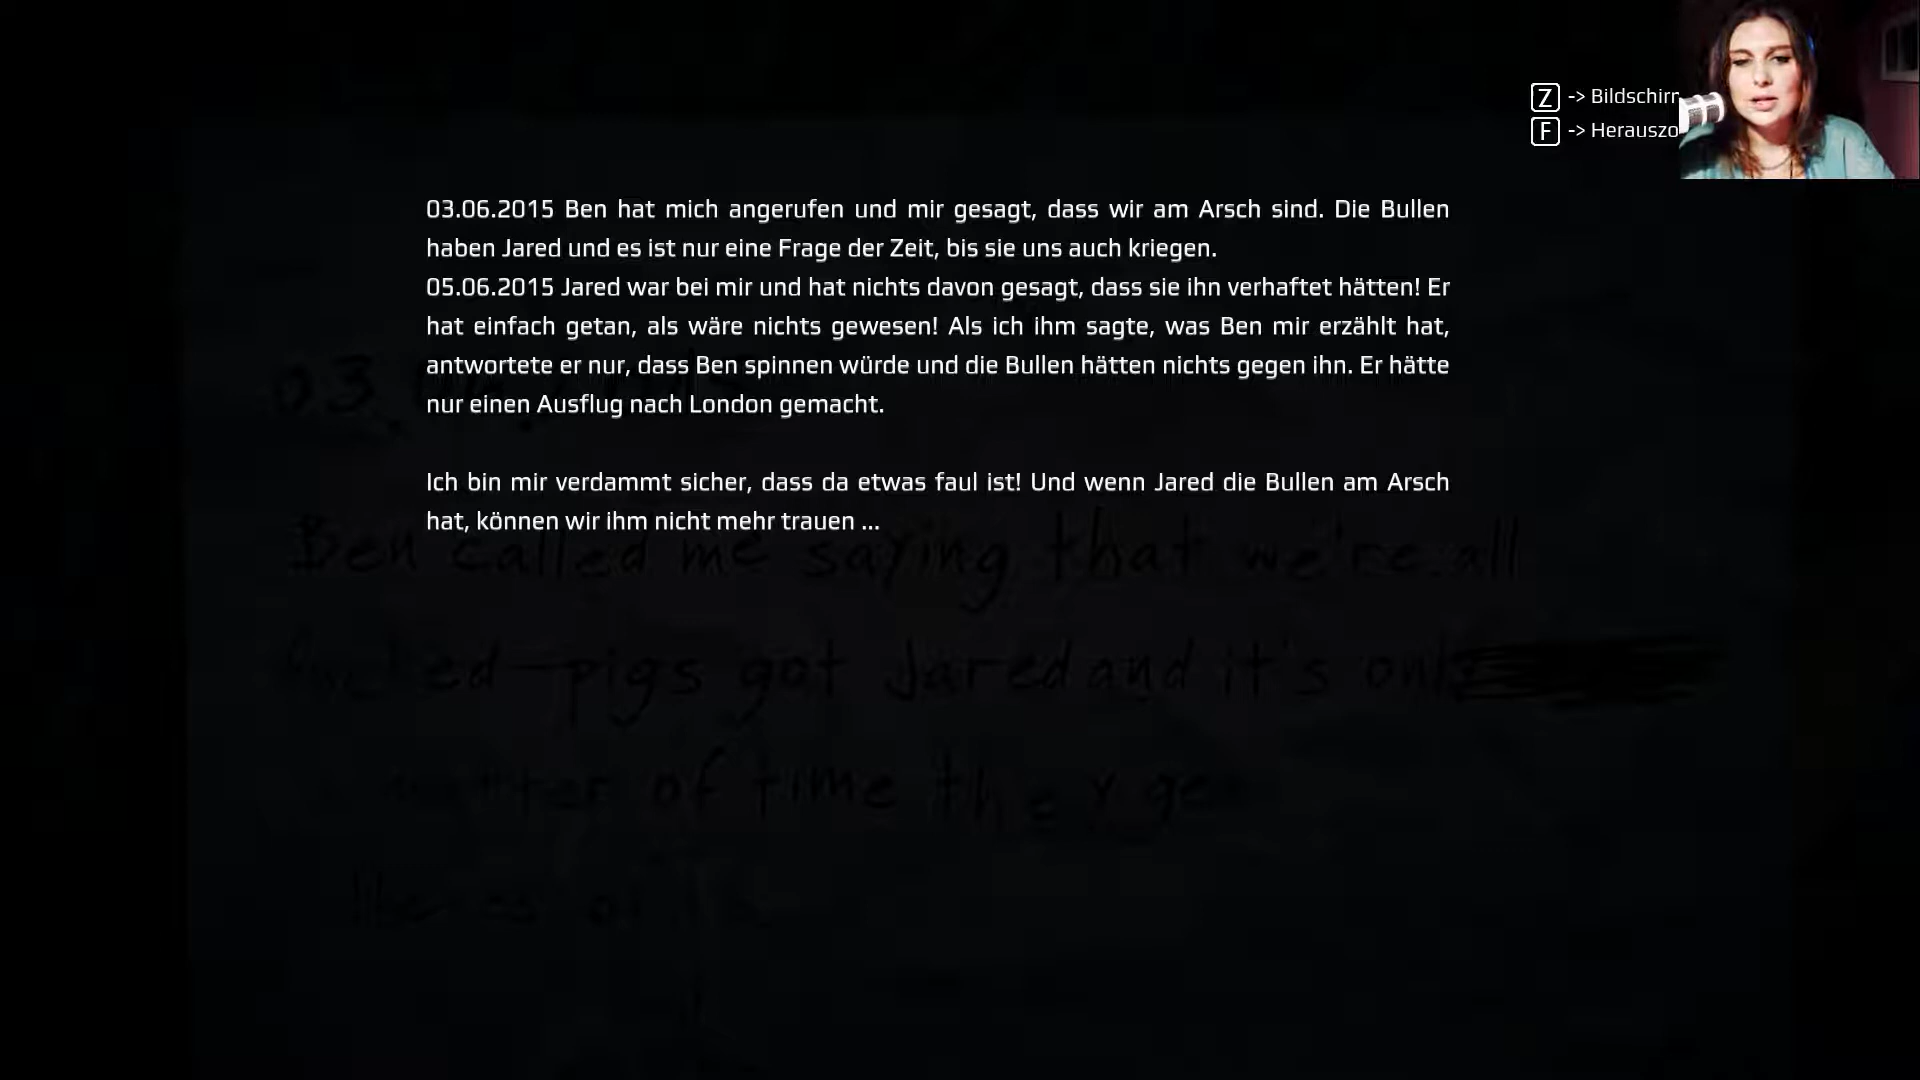 Z -> Bildschirr
F -> Herauszo
03.06.2015 Ben hat mich angerufen und mir gesagt, dass wir am Arsch sind. Die Bullen
haben Jared und es ist nur eine Frage der Zeit, bis sie uns auch kriegen.
05.06.2015 Jared war bei mir und hat nichts davon gesagt, dass sie ihn verhaftet hätten! Er
hat einfach getan, als wäre nichts gewesen! Als ich ihm sagte, was Ben mir erzählt hat,
antwortete er nur, dass Ben spinnen würde und die Bullen hätten nichts gegen ihn. Er hätte
nur einen Ausflug nach London gemacht.
Ich bin mir verdammt sicher, dass da etwas faul ist! Und wenn Jared die Bullen am Arsch
hat, können wir ihm nicht mehr trauen ...
03.
Ben called me saying that we're all
pigs got Jared and it's only
of time they